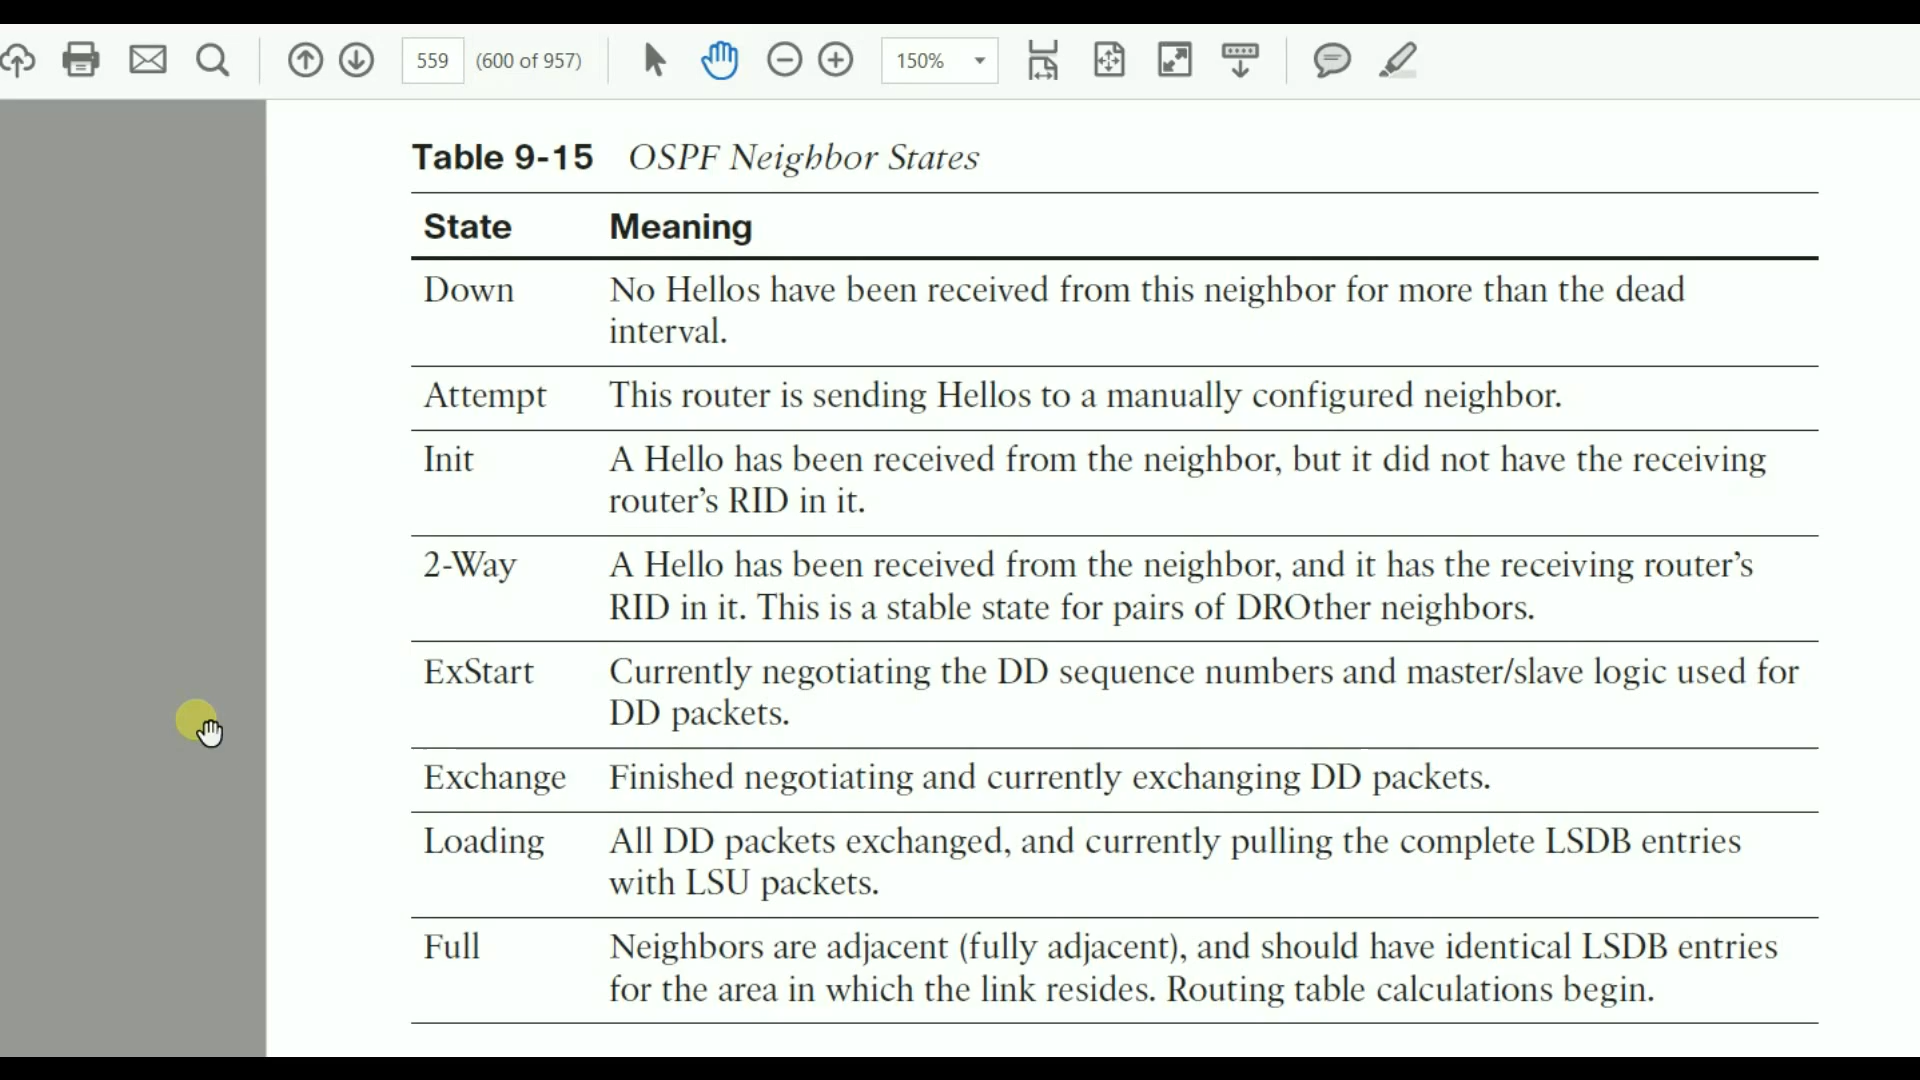 559 (600 of 957) 150%
Table 9-15 OSPF Neighbor States
State Meaning
Down No Hellos have been received from this neighbor for more than the dead
interval.
Attempt This router is sending Hellos to a manually configured neighbor.
Init A Hello has been received from the neighbor, but it did not have the receiving
router’s RID in it.
2-Way A Hello has been received from the neighbor, and it has the receiving router’s
RID in it. This is a stable state for pairs of DROther neighbors.
ExStart Currently negotiating the DD sequence numbers and master/slave logic used for
DD packets.
Exchange Finished negotiating and currently exchanging DD packets.
Loading All DD packets exchanged, and currently pulling the complete LSDB entries
with LSU packets.
Full Neighbors are adjacent (fully adjacent), and should have identical LSDB entries
for the area in which the link resides. Routing table calculations begin.